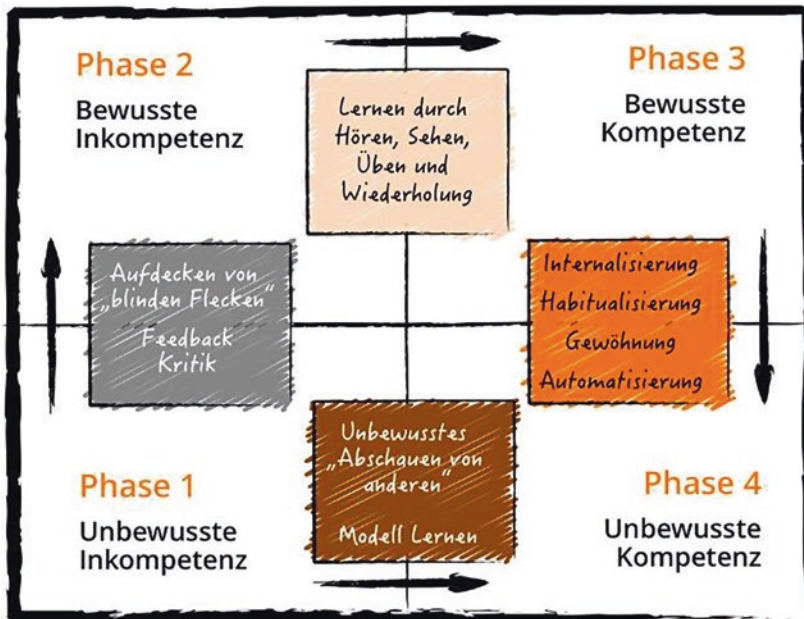 Phase 2
Bewusste
Inkompetenz
Lernen durch
Hören, Sehen,
Üben und
Wiederholung
Phase 3
Bewusste
Kompetenz
Aufdecken von
„blinden Flecken“
Feedback
Kritik
Internalisierung
Habitualisierung
Gewöhnung
Automatisierung
Phase 1
Unbewusste
Inkompetenz
Unbewusstes
„Abschauen von
anderen“
Modell Lernen
Phase 4
Unbewusste
Kompetenz